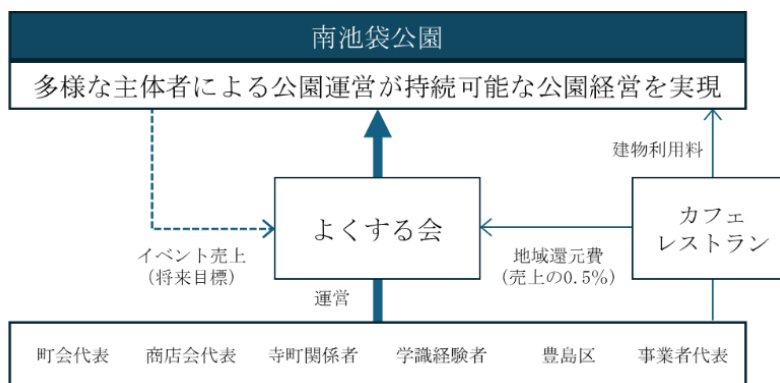 南池袋公園
多様な主体者による公園運営が持続可能な公園経営を実現
建物利用料
よくする会
カフェ
レストラン
イベント売上
(将来目標)
地域還元費
(売上の0.5%)
運営
町会代表 商店会代表 寺町関係者 学識経験者 豊島区 事業者代表